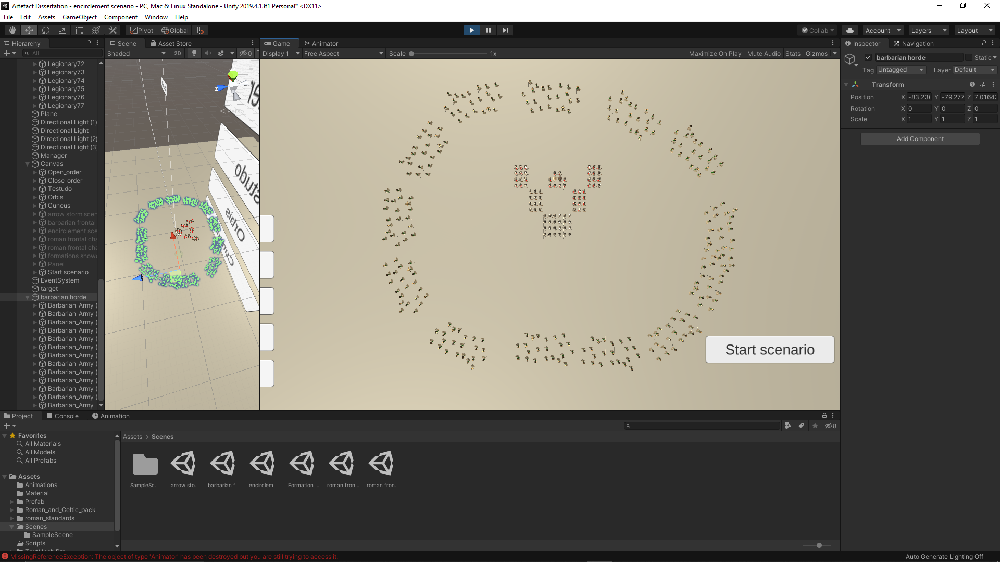 Artefact Dissertation - encirclement scenario - PC, Mac & Linux Standalone - Unity 2019.4.13f1 Personal* <DX11>
File Edit Assets GameObject Component Window Help
Pivot Global Collab Account Layers Layout
Hierarchy Scene Asset Store Game Animator Inspector Navigation
All Shaded 2D 0 Display 1 Free Aspect Scale 1x Maximize On Play Mute Audio Stats Gizmos
barbarian horde Static
Tag Untagged Layer Default
Transform
Position X -83.236 Y -79.277 Z 7.0164
Rotation X 0 Y 0 Z 0
Scale X 1 Y 1 Z 1
Add Component
Legionary72
Legionary73
Legionary74
Legionary75
Legionary76
Legionary77
Plane
Directional Light (1)
Directional Light
Directional Light (2)
Directional Light (3
Manager
Canvas
Open_order
Close_order
Testudo
Orbis
Cuneus
arrow storm scen
barbarian frontal
encirclement sce
roman frontal cha
roman frontal cha
formations show
Panel
Start scenario
EventSystem
target
barbarian horde
Barbarian_Army (
Barbarian_Army (
Barbarian_Army (
Barbarian_Army (
Barbarian_Army (
Barbarian_Army (
Barbarian_Army (
Barbarian_Army (
Barbarian_Army (
Barbarian_Army (
Barbarian_Army (
Barbarian_Army (
Barbarian_Army
z
Persp
studo
Orbis
Cun
Start scenario
Project Console Animation
8
Favorites
All Materials
All Models
All Prefabs
Assets
Animations
Material
Prefab
Roman_and_Celtic_pack
roman_standards
Scenes
SampleScene
Scripts
Assets > Scenes
SampleSc... arrow sto... barbarian f... encirclem... Formation ... roman fron... roman fron...
MissingReferenceException: The object of type 'Animator' has been destroyed but you are still trying to access it.
Auto Generate Lighting Off